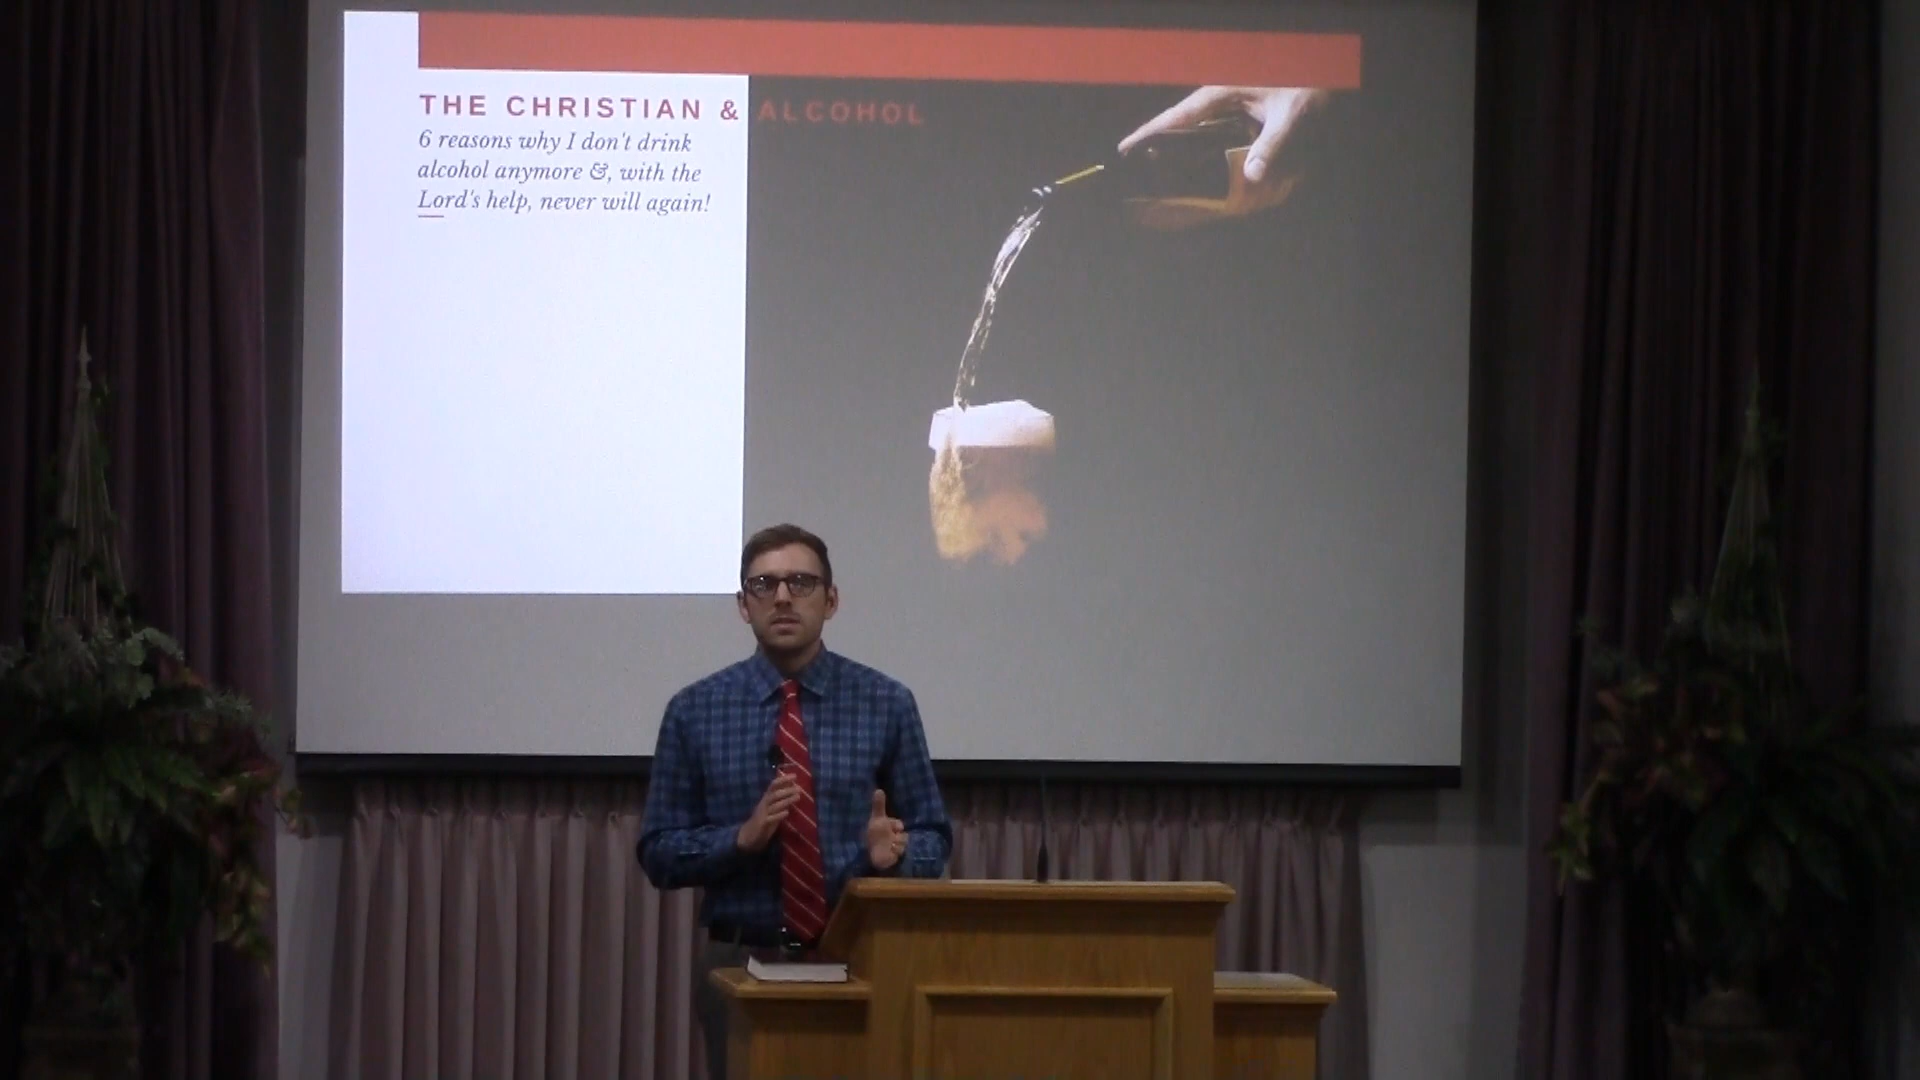 THE CHRISTIAN & ALCOHOL
6 reasons why I don't drink
alcohol anymore &, with the
Lord's help, never will again!